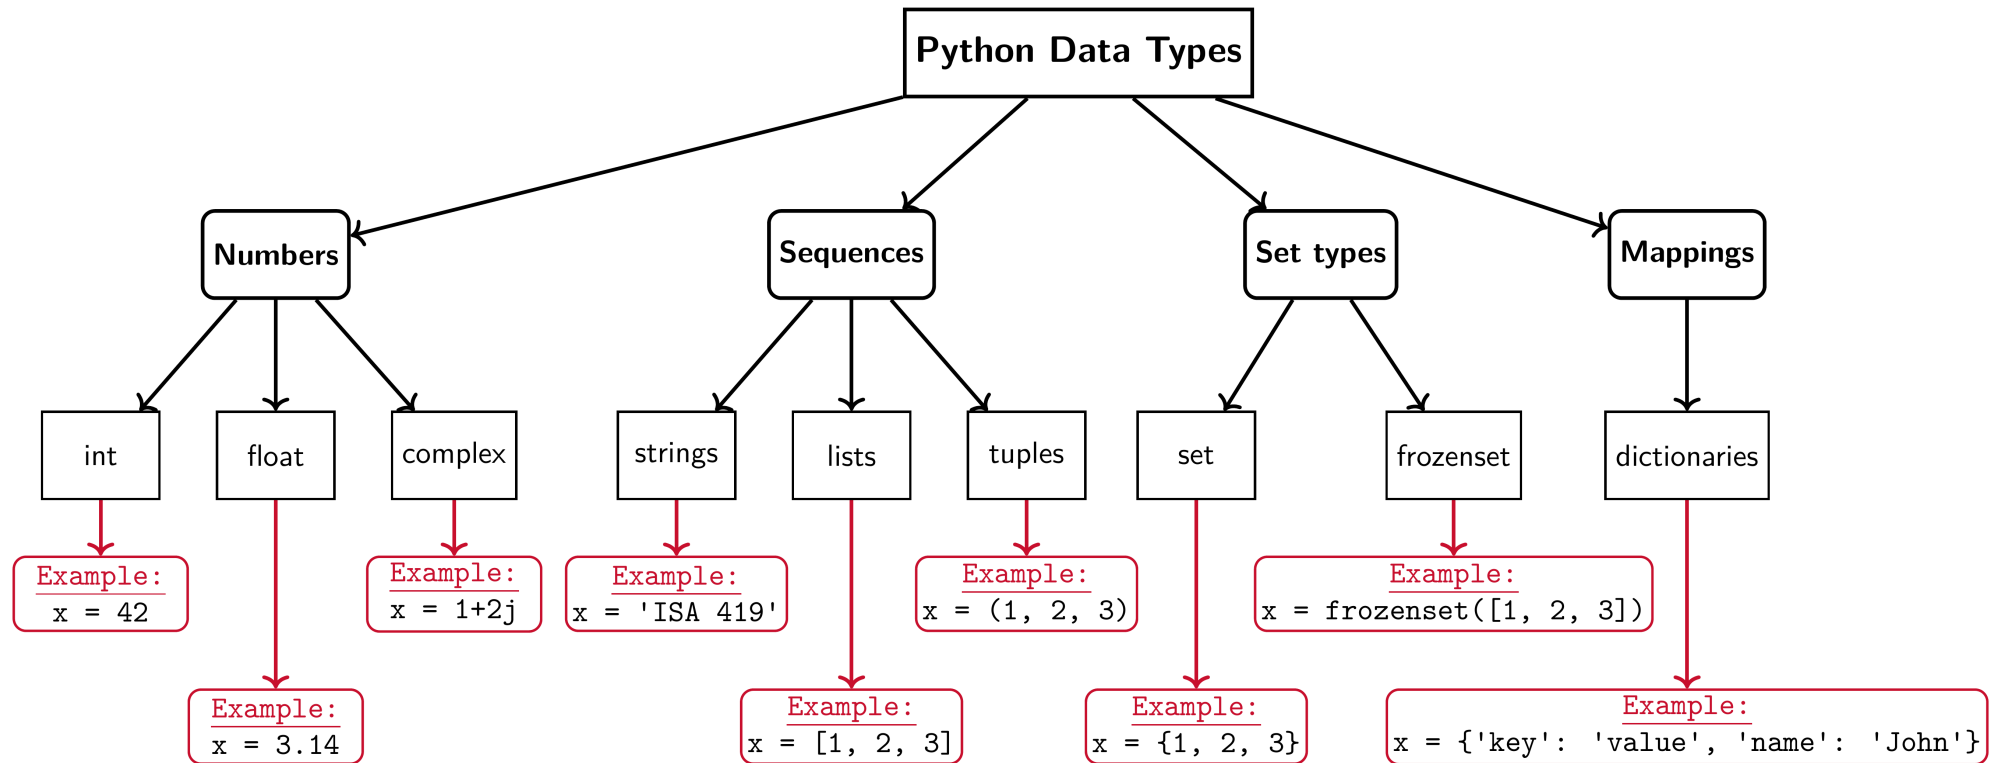 Python Data Types
Numbers
Sequences
Set types
Mappings
int
float
complex
strings
lists
tuples
set
frozenset
dictionaries
Example:
x = 42
Example:
x = 1+2j
Example:
x = 'ISA 419'
Example:
x = (1, 2, 3)
Example:
x = frozenset([1, 2, 3])
Example:
x = 3.14
Example:
x = [1, 2, 3]
Example:
x = {1, 2, 3}
Example:
x = {'key': 'value', 'name': 'John'}